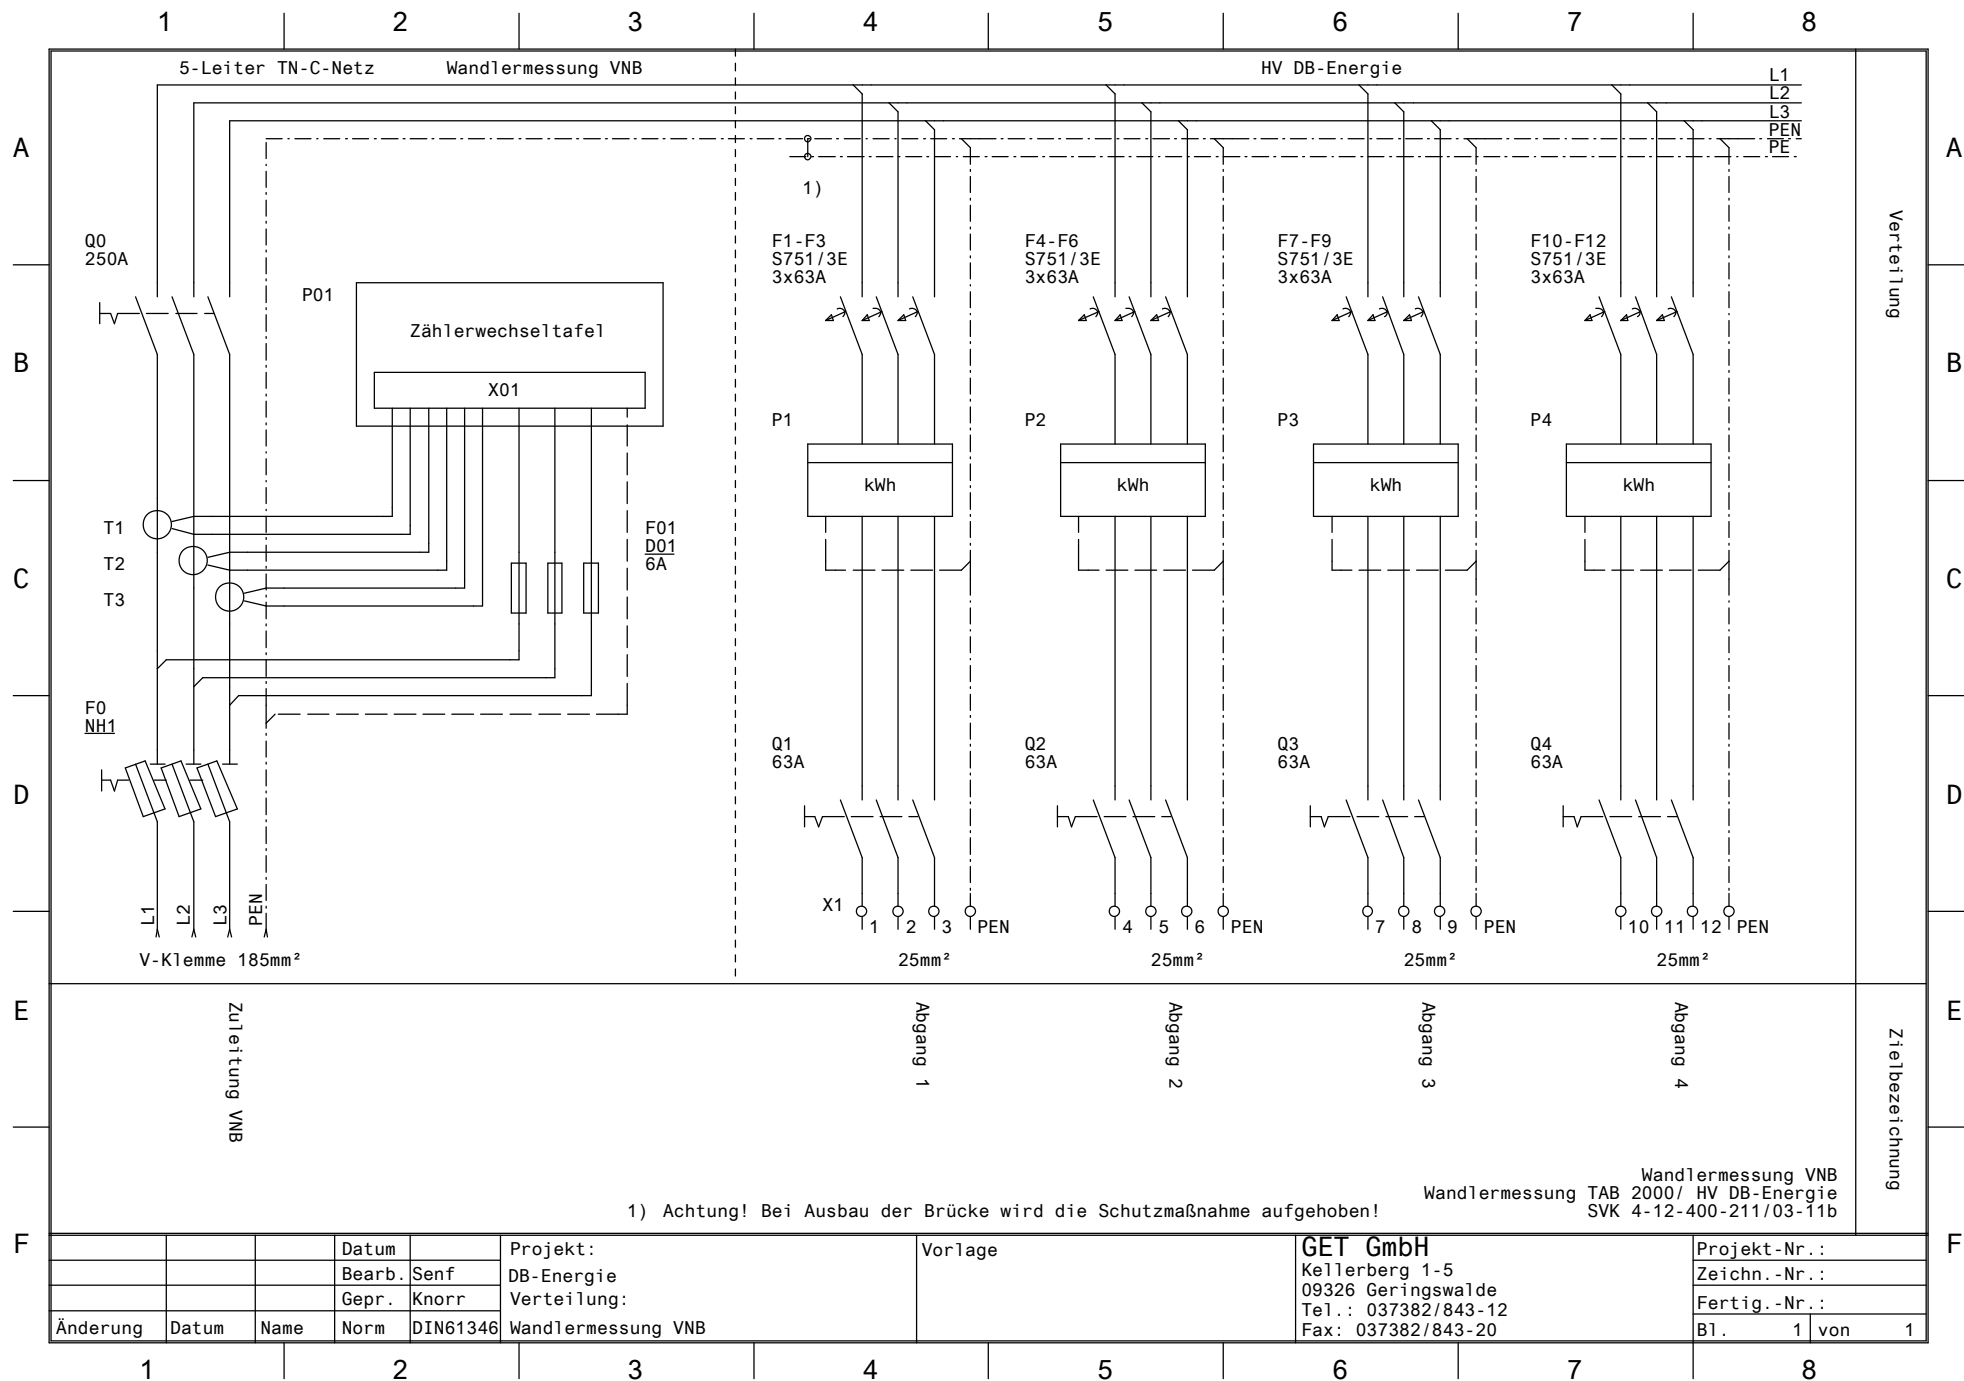 1 2 3 4 5 6 7 8
5-Leiter TN-C-Netz
Wandlermessung VNB
HV DB-Energie
L1
L2
L3
PEN
PE
A
A
Verteilung
1)
Q0
250A
F1-F3
S751/3E
3x63A
F4-F6
S751/3E
3x63A
F7-F9
S751/3E
3x63A
F10-F12
S751/3E
3x63A
P01
Zählerwechseltafel
X01
B
B
P1
P2
P3
P4
kWh
kWh
kWh
kWh
T1
T2
T3
F01
D01
6A
C
C
F0
NH1
Q1
63A
Q2
63A
Q3
63A
Q4
63A
D
D
L1
L2
L3
PEN
X1
1 2 3 PEN
4 5 6 PEN
7 8 9 PEN
10 11 12 PEN
V-Klemme 185mm²
25mm²
25mm²
25mm²
25mm²
E
E
Zuleitung VNB
Abgang 1
Abgang 2
Abgang 3
Abgang 4
Zielbezeichnung
Wandlermessung VNB
Wandlermessung TAB 2000/ HV DB-Energie
SVK 4-12-400-211/03-11b
1) Achtung! Bei Ausbau der Brücke wird die Schutzmaßnahme aufgehoben!
F
F
Datum
Bearb. Senf
Gepr. Knorr
Änderung Datum Name Norm DIN61346
Projekt:
DB-Energie
Verteilung:
Wandlermessung VNB
Vorlage
GET GmbH
Kellerberg 1-5
09326 Geringswalde
Tel.: 037382/843-12
Fax: 037382/843-20
Projekt-Nr.:
Zeichn.-Nr.:
Fertig.-Nr.:
Bl. 1 von 1
1 2 3 4 5 6 7 8